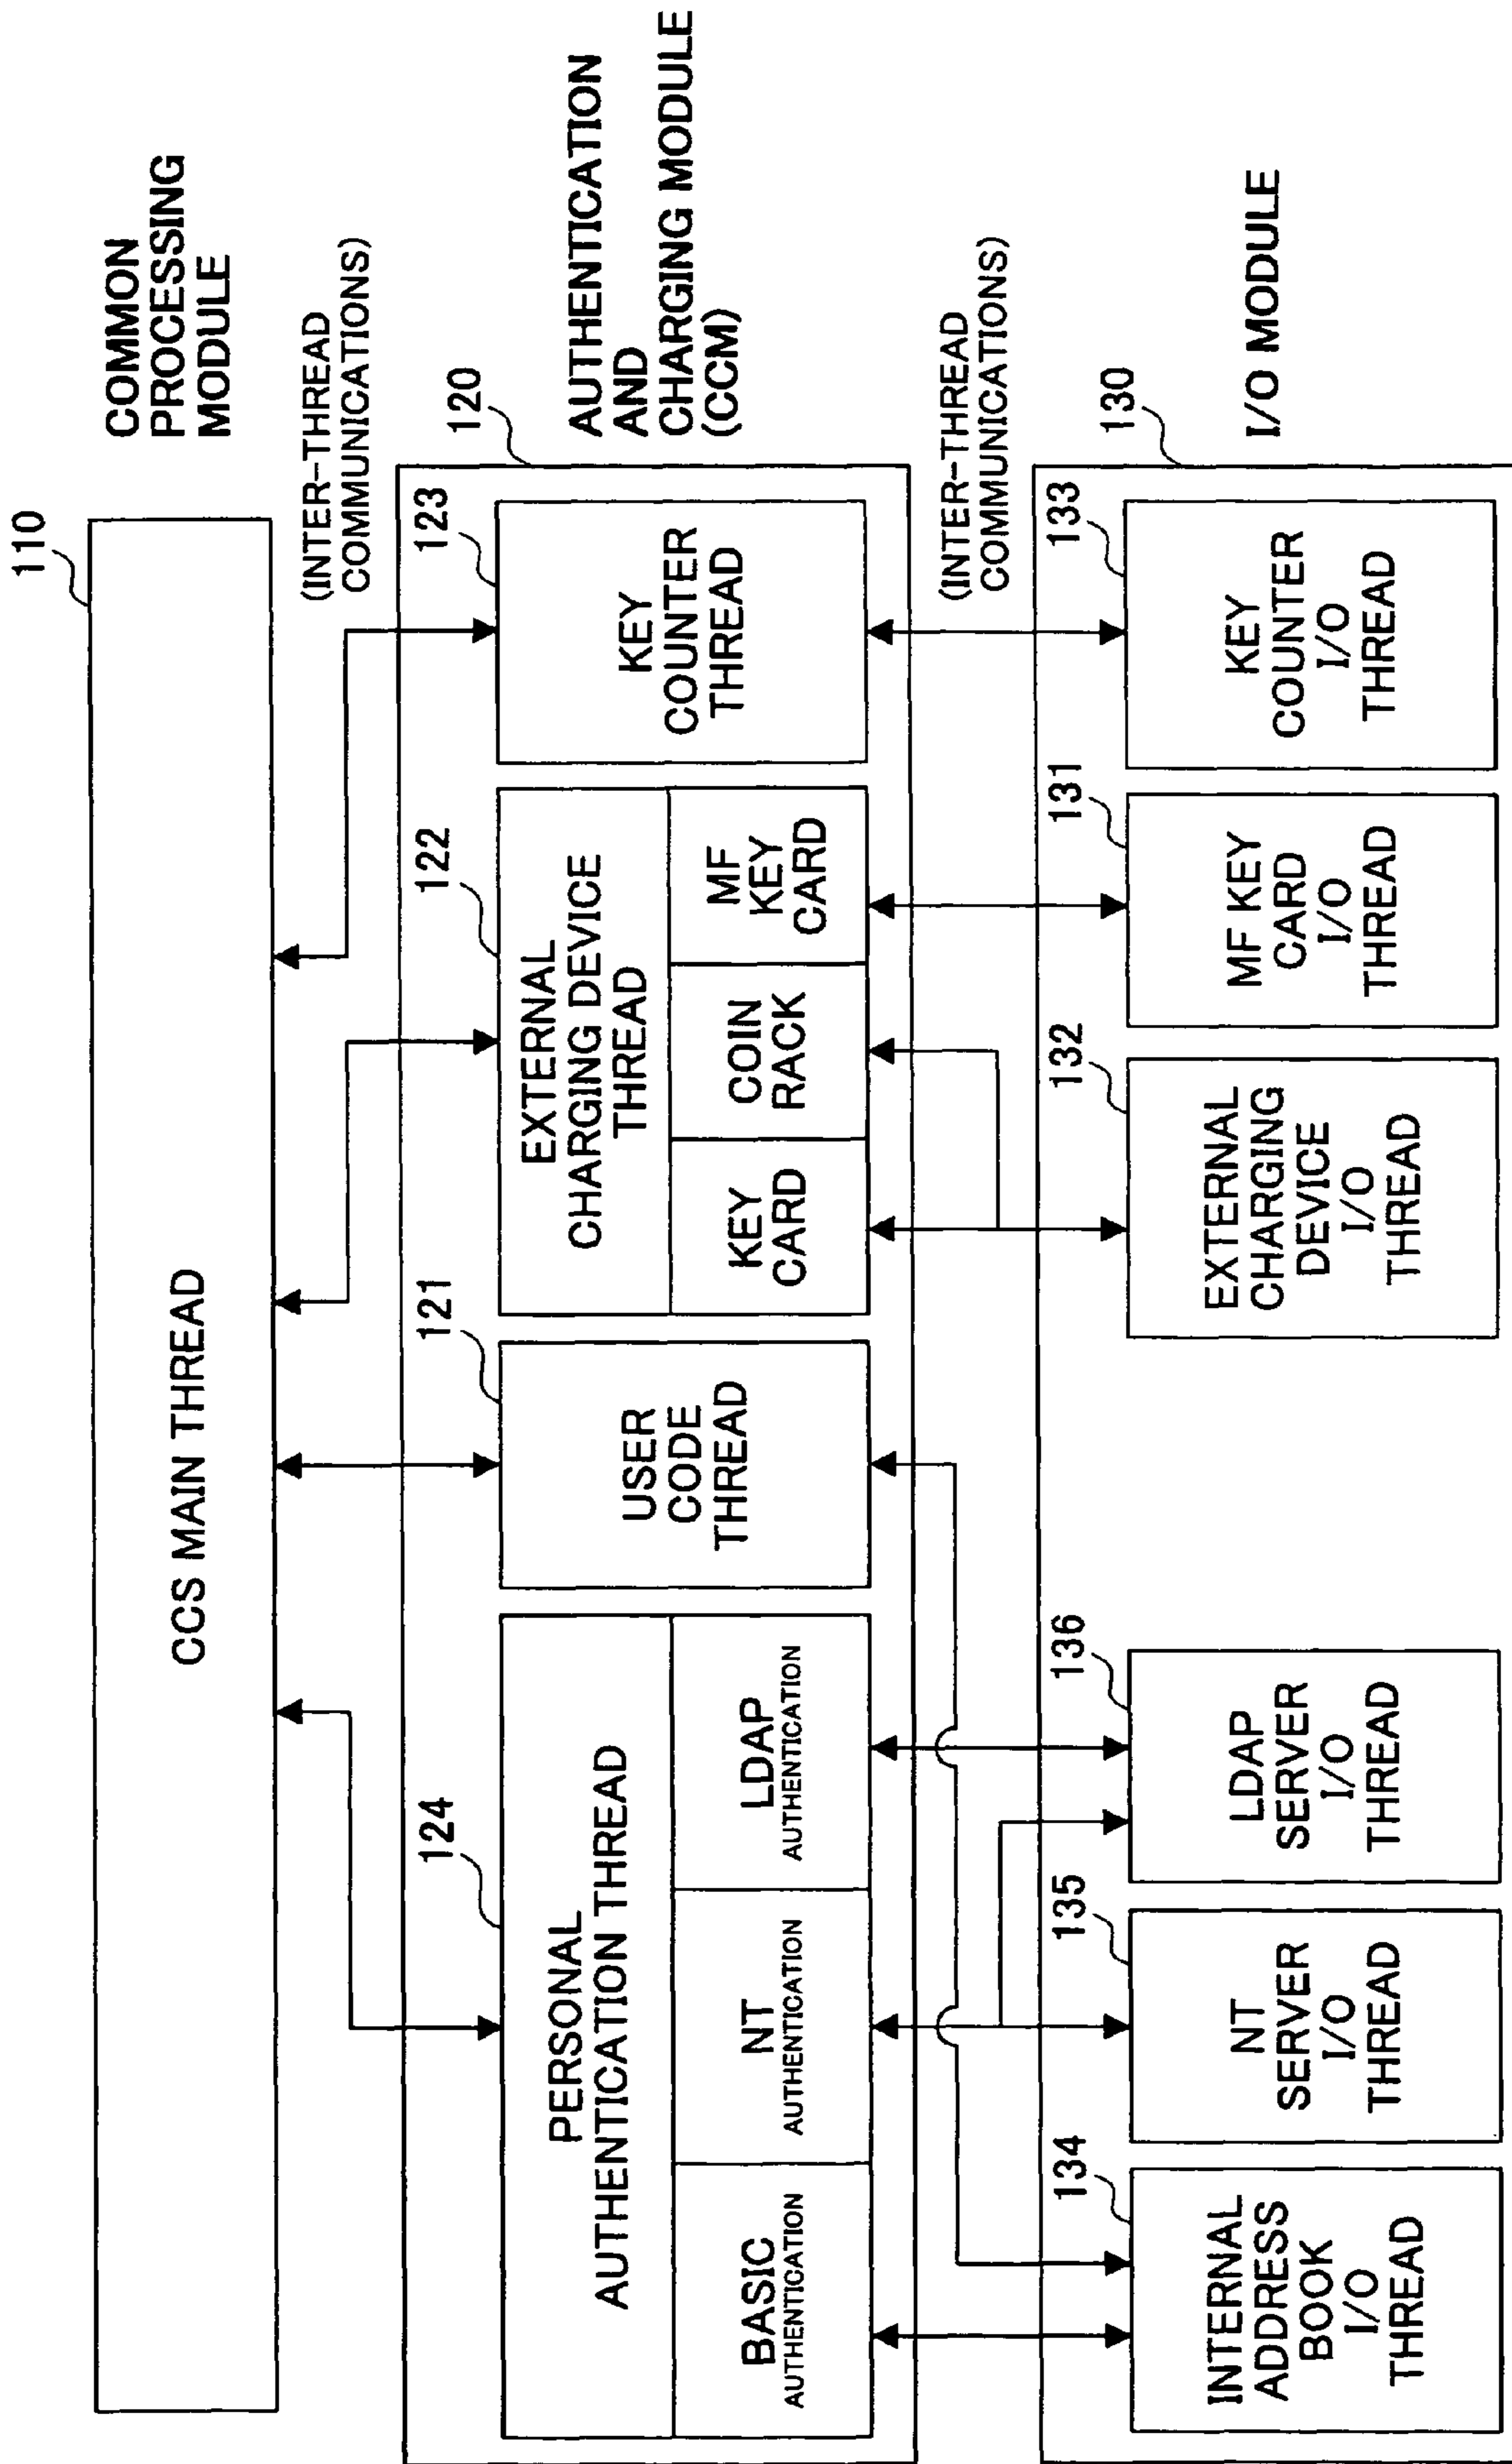 110
COMMON
PROCESSING
MODULE
CCS MAIN THREAD
(INTER-THREAD
COMMUNICATIONS)
120
AUTHENTICATION
AND
CHARGING MODULE
(CCM)
124
PERSONAL
AUTHENTICATION THREAD
BASIC
AUTHENTICATION
NT
AUTHENTICATION
LDAP
AUTHENTICATION
121
USER
CODE
THREAD
122
EXTERNAL
CHARGING DEVICE
THREAD
KEY
CARD
COIN
RACK
MF
KEY
CARD
123
KEY
COUNTER
THREAD
(INTER-THREAD
COMMUNICATIONS)
130
I/O MODULE
134
INTERNAL
ADDRESS
BOOK
I/O
THREAD
135
NT
SERVER
I/O
THREAD
136
LDAP
SERVER
I/O
THREAD
132
EXTERNAL
CHARGING
DEVICE
I/O
THREAD
131
MF KEY
CARD
I/O
THREAD
133
KEY
COUNTER
I/O
THREAD